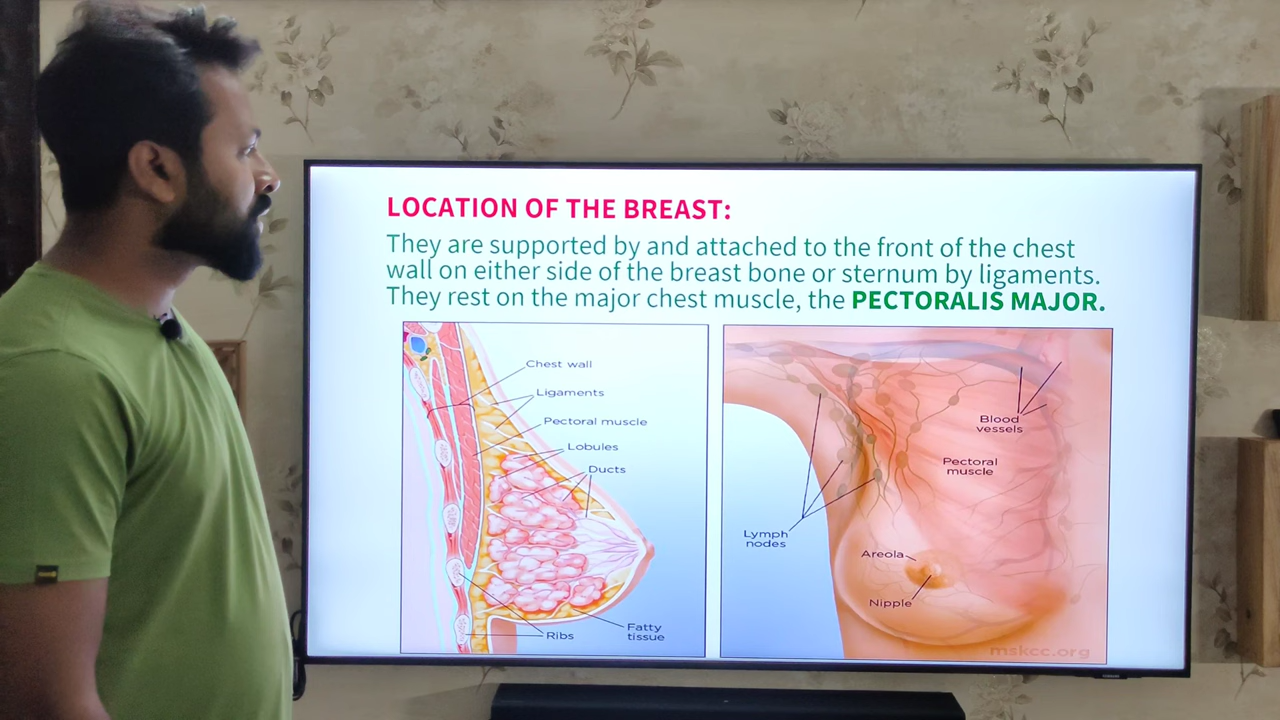 LOCATION OF THE BREAST:
They are supported by and attached to the front of the chest
wall on either side of the breast bone or sternum by ligaments.
They rest on the major chest muscle, the PECTORALIS MAJOR.
Chest wall
Ligaments
Pectoral muscle
Lobules
Ducts
Ribs
Fatty
tissue
Blood
vessels
Pectoral
muscle
Lymph
nodes
Areola
Nipple
mskcc.org
SAMSUNG